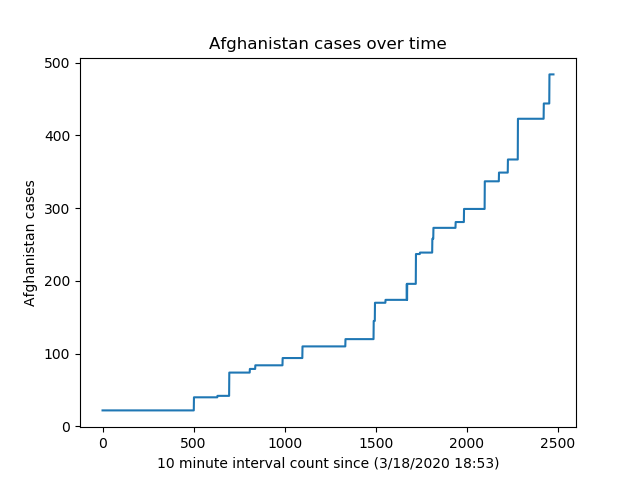 Afghanistan cases over time
Afghanistan cases
500
400
300
200
100
0
0 500 1000 1500 2000 2500
10 minute interval count since (3/18/2020 18:53)